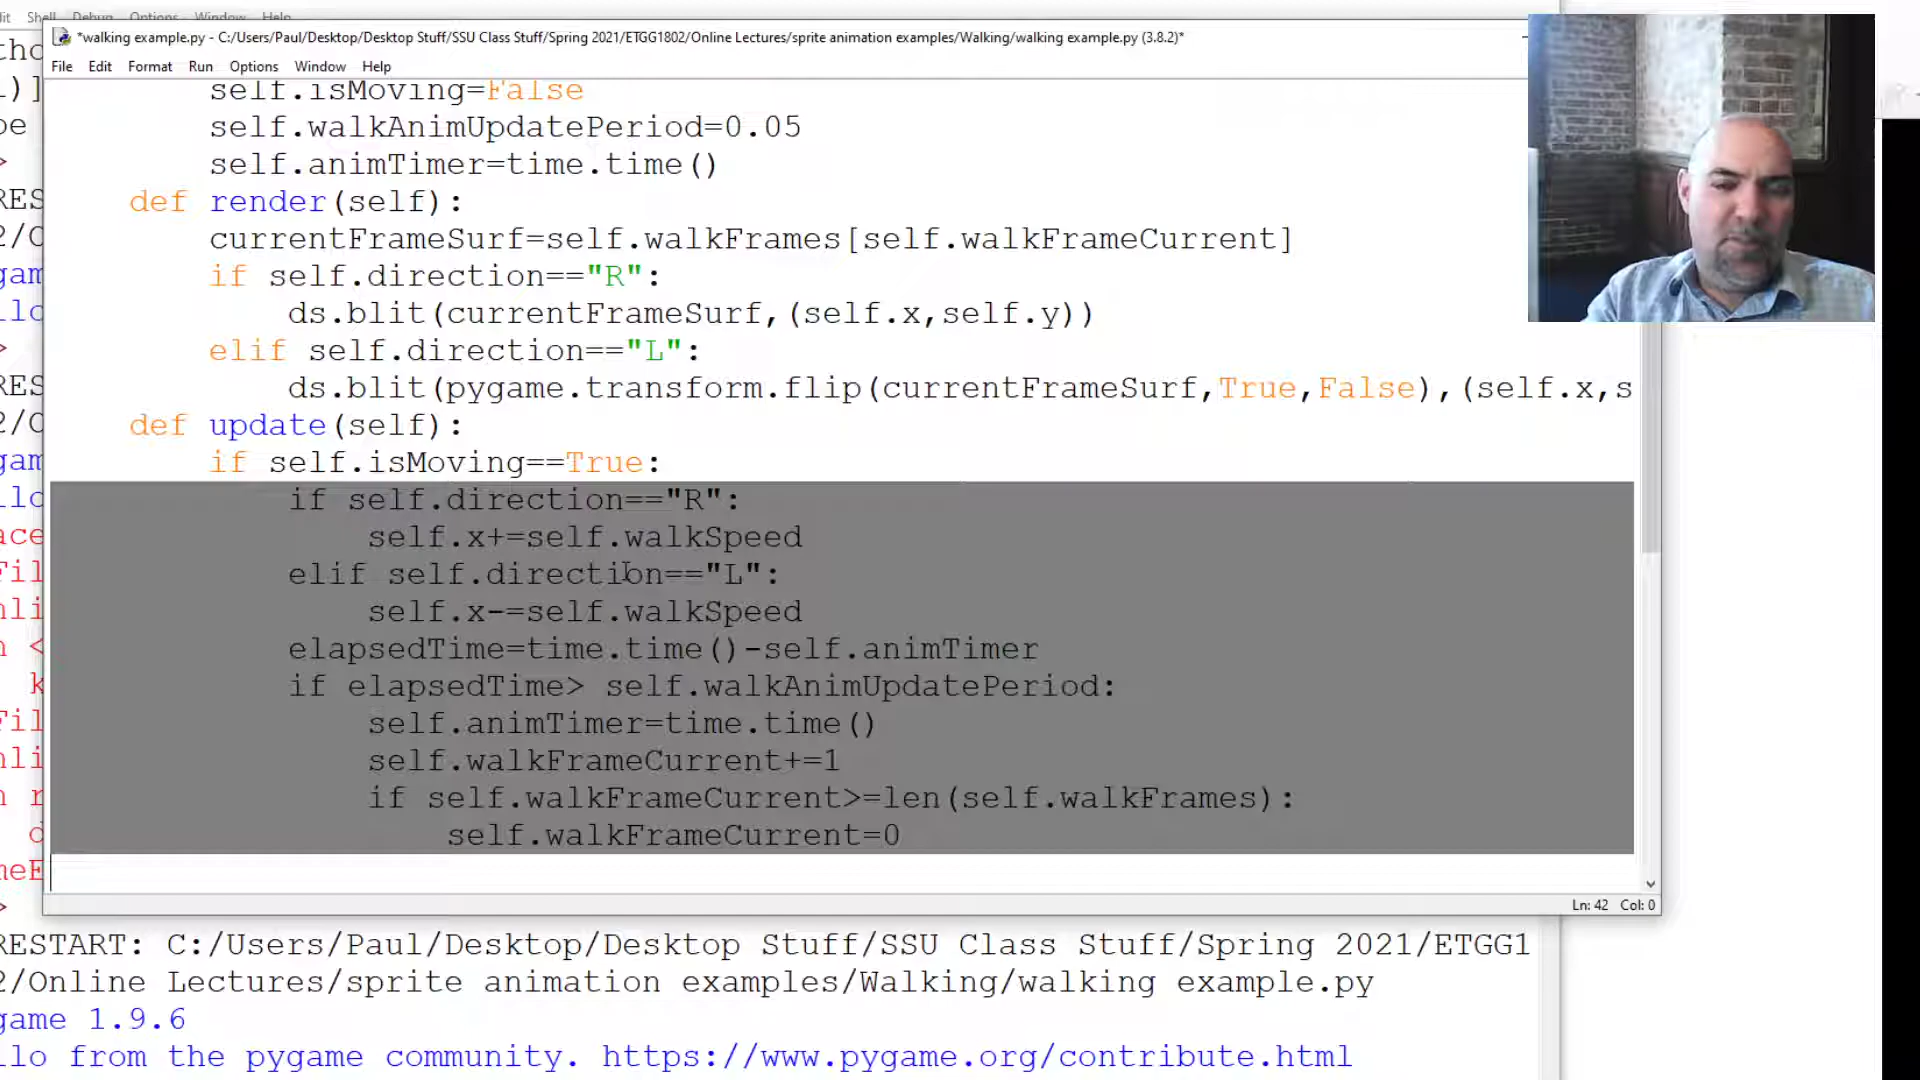 it Shell Debug Options Window Help
*walking example.py - C:/Users/Paul/Desktop/Desktop Stuff/SSU Class Stuff/Spring 2021/ETGG1802/Online Lectures/sprite animation examples/Walking/walking example.py (3.8.2)*
File Edit Format Run Options Window Help
self.isMoving=False
self.walkAnimUpdatePeriod=0.05
self.animTimer=time.time()
def render(self):
currentFrameSurf=self.walkFrames[self.walkFrameCurrent]
if self.direction=="R":
ds.blit(currentFrameSurf,(self.x,self.y))
elif self.direction=="L":
ds.blit(pygame.transform.flip(currentFrameSurf,True,False),(self.x,s
def update(self):
if self.isMoving==True:
if self.direction=="R":
self.x+=self.walkSpeed
elif self.direction=="L":
self.x-=self.walkSpeed
elapsedTime=time.time()-self.animTimer
if elapsedTime> self.walkAnimUpdatePeriod:
self.animTimer=time.time()
self.walkFrameCurrent+=1
if self.walkFrameCurrent>=len(self.walkFrames):
self.walkFrameCurrent=0
Ln: 42 Col: 0
RESTART: C:/Users/Paul/Desktop/Desktop Stuff/SSU Class Stuff/Spring 2021/ETGG1
2/Online Lectures/sprite animation examples/Walking/walking example.py
game 1.9.6
llo from the pygame community. https://www.pygame.org/contribute.html